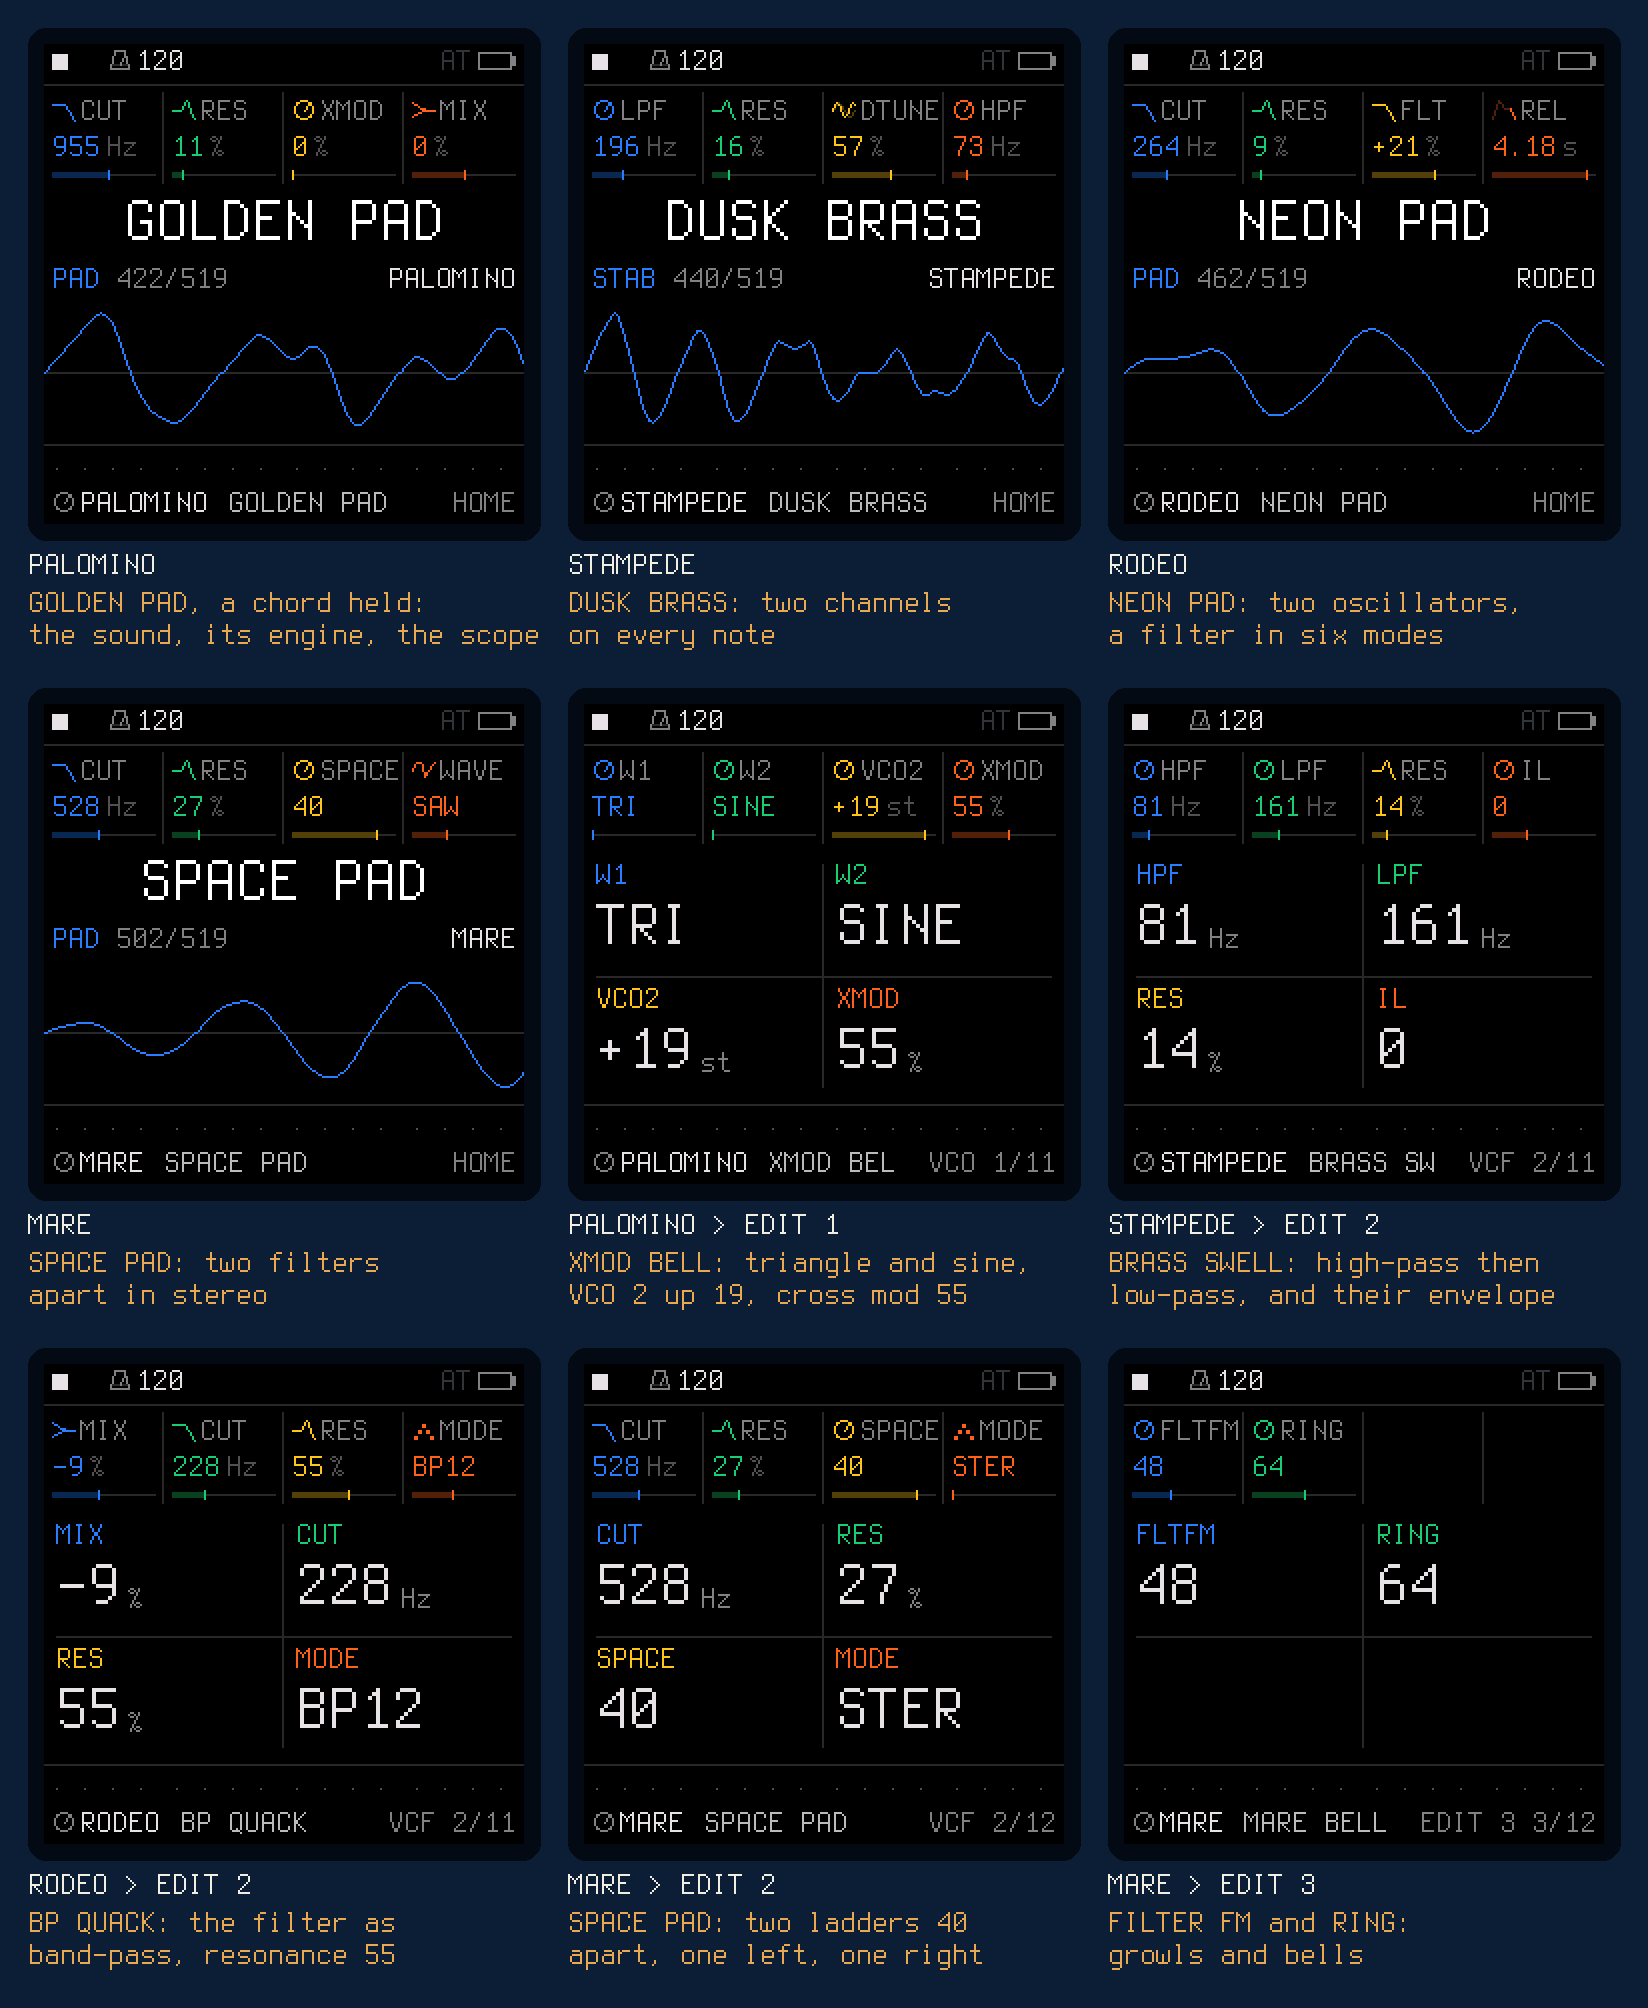 120 AT
CUT RES XMOD MIX
955 Hz 11 % 0 % 0 %
GOLDEN PAD
PAD 422/519 PALOMINO
PALOMINO GOLDEN PAD HOME
PALOMINO
GOLDEN PAD, a chord held:
the sound, its engine, the scope
120 AT
LPF RES DTUNE HPF
196 Hz 16 % 57 % 73 Hz
DUSK BRASS
STAB 440/519 STAMPEDE
STAMPEDE DUSK BRASS HOME
STAMPEDE
DUSK BRASS: two channels
on every note
120 AT
CUT RES FLT REL
264 Hz 9 % +21 % 4.18 s
NEON PAD
PAD 462/519 RODEO
RODEO NEON PAD HOME
RODEO
NEON PAD: two oscillators,
a filter in six modes
120 AT
CUT RES SPACE WAVE
528 Hz 27 % 40 SAW
SPACE PAD
PAD 502/519 MARE
MARE SPACE PAD HOME
MARE
SPACE PAD: two filters
apart in stereo
120 AT
W1 W2 VCO2 XMOD
TRI SINE +19 st 55 %
W1 W2
TRI SINE
VCO2 XMOD
+19 st 55 %
PALOMINO XMOD BEL VCO 1/11
PALOMINO > EDIT 1
XMOD BELL: triangle and sine,
VCO 2 up 19, cross mod 55
120 AT
HPF LPF RES IL
81 Hz 161 Hz 14 % 0
HPF LPF
81 Hz 161 Hz
RES IL
14 % 0
STAMPEDE BRASS SW VCF 2/11
STAMPEDE > EDIT 2
BRASS SWELL: high-pass then
low-pass, and their envelope
120 AT
MIX CUT RES MODE
-9 % 228 Hz 55 % BP12
MIX CUT
-9 % 228 Hz
RES MODE
55 % BP12
RODEO BP QUACK VCF 2/11
RODEO > EDIT 2
BP QUACK: the filter as
band-pass, resonance 55
120 AT
CUT RES SPACE MODE
528 Hz 27 % 40 STER
CUT RES
528 Hz 27 %
SPACE MODE
40 STER
MARE SPACE PAD VCF 2/12
MARE > EDIT 2
SPACE PAD: two ladders 40
apart, one left, one right
120 AT
FLTFM RING
48 64
FLTFM RING
48 64
MARE MARE BELL EDIT 3 3/12
MARE > EDIT 3
FILTER FM and RING:
growls and bells